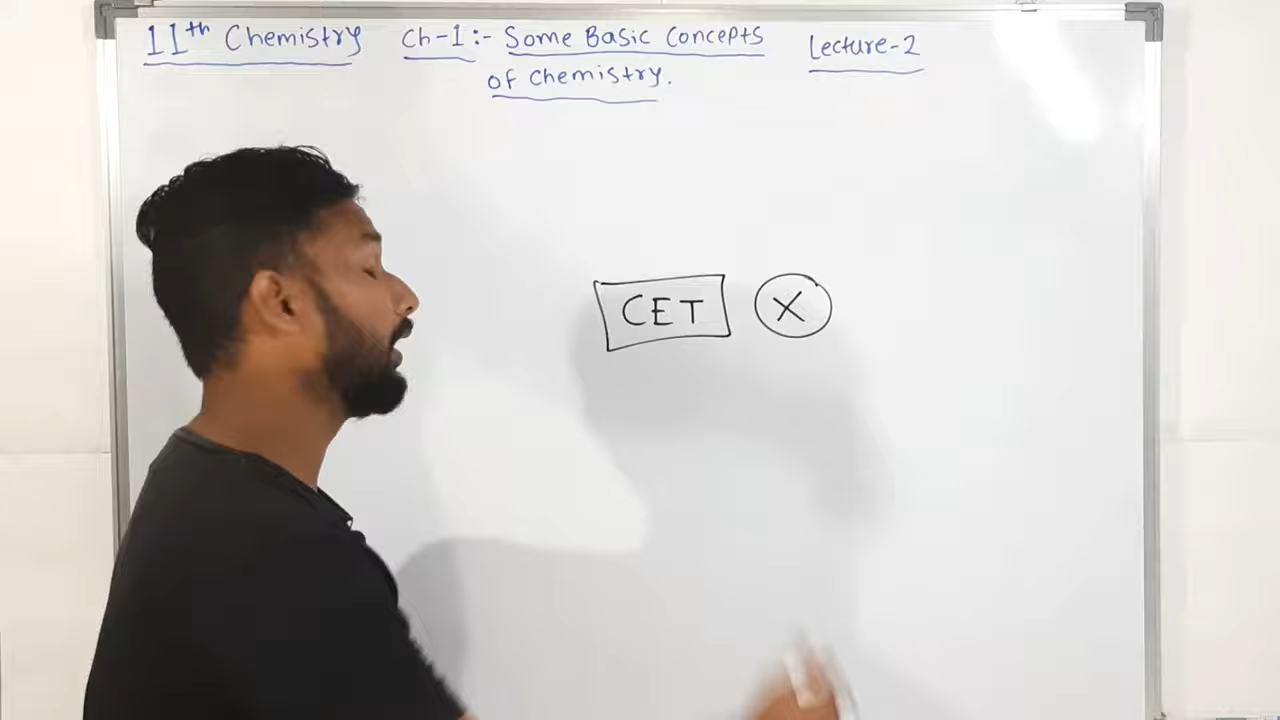 11th Chemistry Ch-1:- Some Basic Concepts Lecture-2
of Chemistry.
CET X